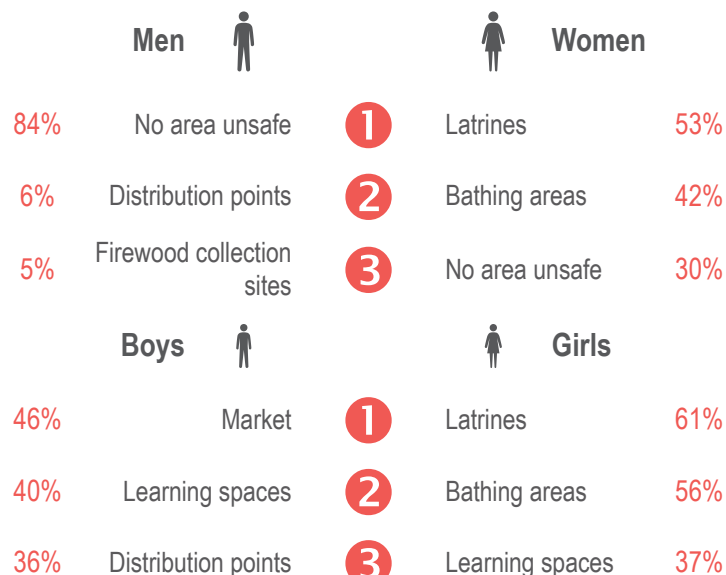 Men Women
84% No area unsafe 1 Latrines 53%
6% Distribution points 2 Bathing areas 42%
5% Firewood collection
sites 3 No area unsafe 30%
Boys Girls
46% Market 1 Latrines 61%
40% Learning spaces 2 Bathing areas 56%
36% Distribution points 3 Learning spaces 37%